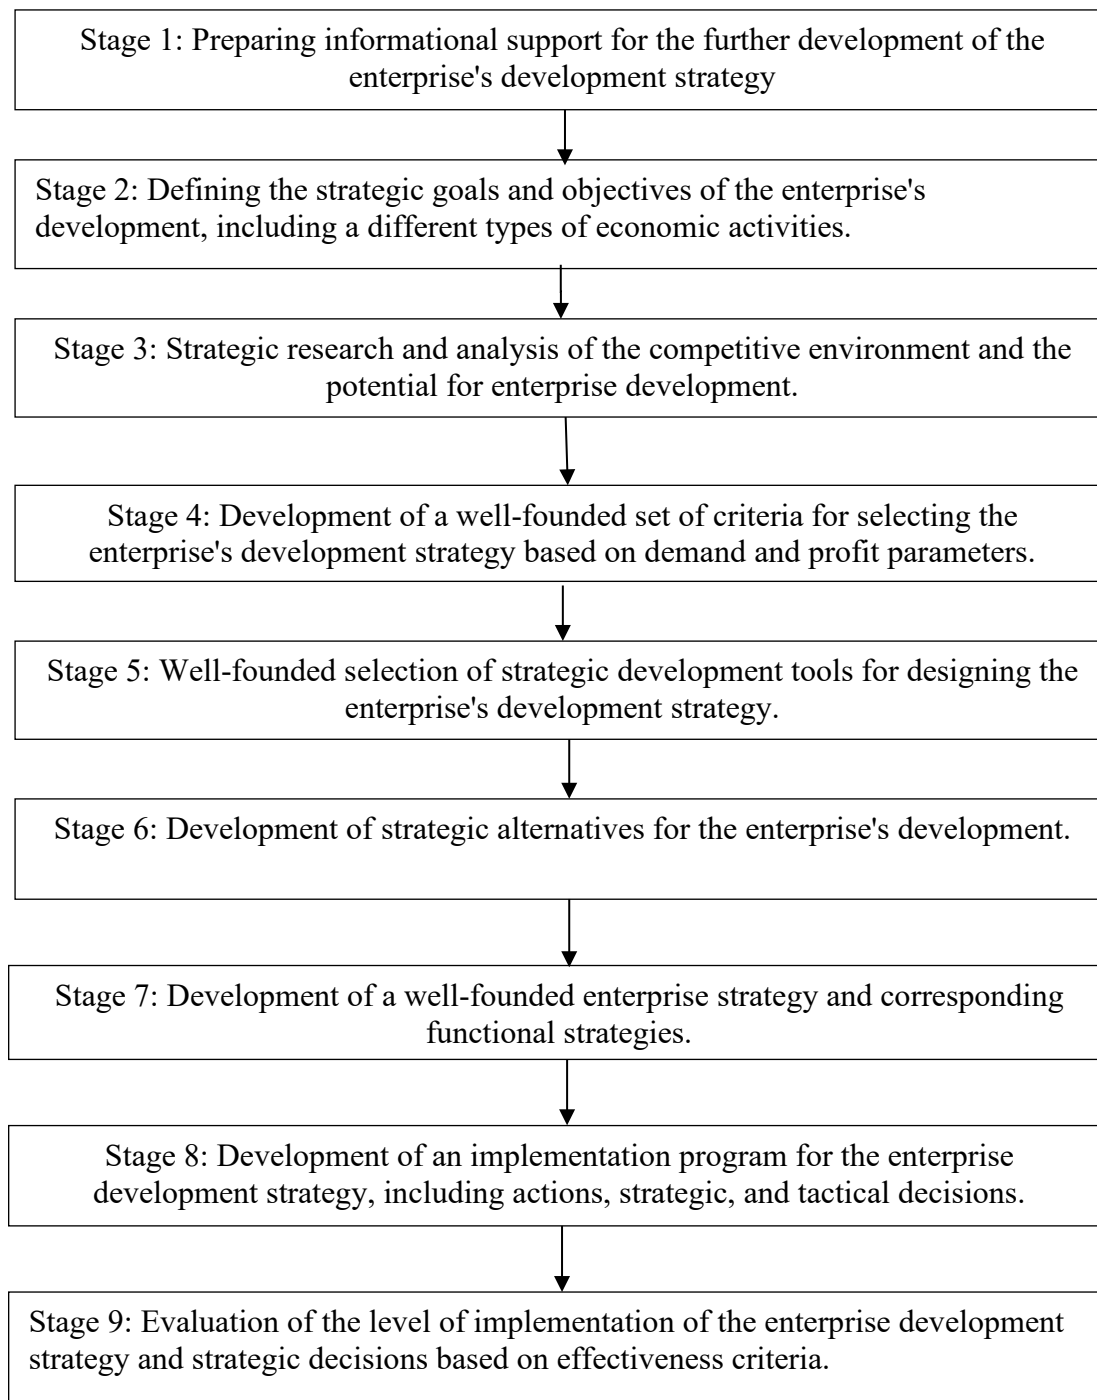 Stage 1: Preparing informational support for the further development of the
enterprise's development strategy
Stage 2: Defining the strategic goals and objectives of the enterprise's
development, including a different types of economic activities.
Stage 3: Strategic research and analysis of the competitive environment and the
potential for enterprise development.
Stage 4: Development of a well-founded set of criteria for selecting the
enterprise's development strategy based on demand and profit parameters.
Stage 5: Well-founded selection of strategic development tools for designing the
enterprise's development strategy.
Stage 6: Development of strategic alternatives for the enterprise's development.
Stage 7: Development of a well-founded enterprise strategy and corresponding
functional strategies.
Stage 8: Development of an implementation program for the enterprise
development strategy, including actions, strategic, and tactical decisions.
Stage 9: Evaluation of the level of implementation of the enterprise development
strategy and strategic decisions based on effectiveness criteria.